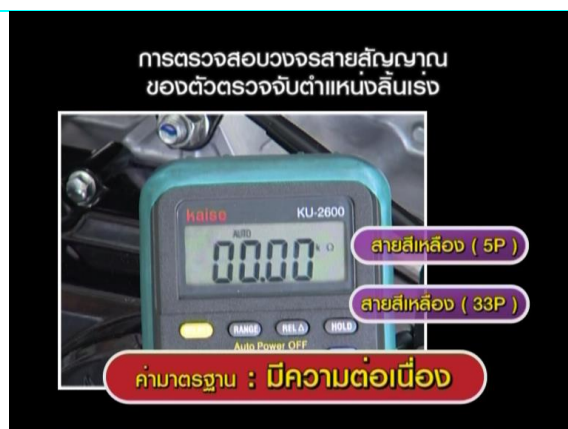 การตรวจสอบวงจรสายสัญญาณ
ของตัวตรวจจับตำแหน่งลิ้นเร่ง
kaise KU-2600
AUTO
00.00 k Ω
สายสีเหลือง ( 5P )
สายสีเหลือง ( 33P )
RANGE REL Δ HOLD
Auto Power OFF
ค่ามาตรฐาน : มีความต่อเนื่อง